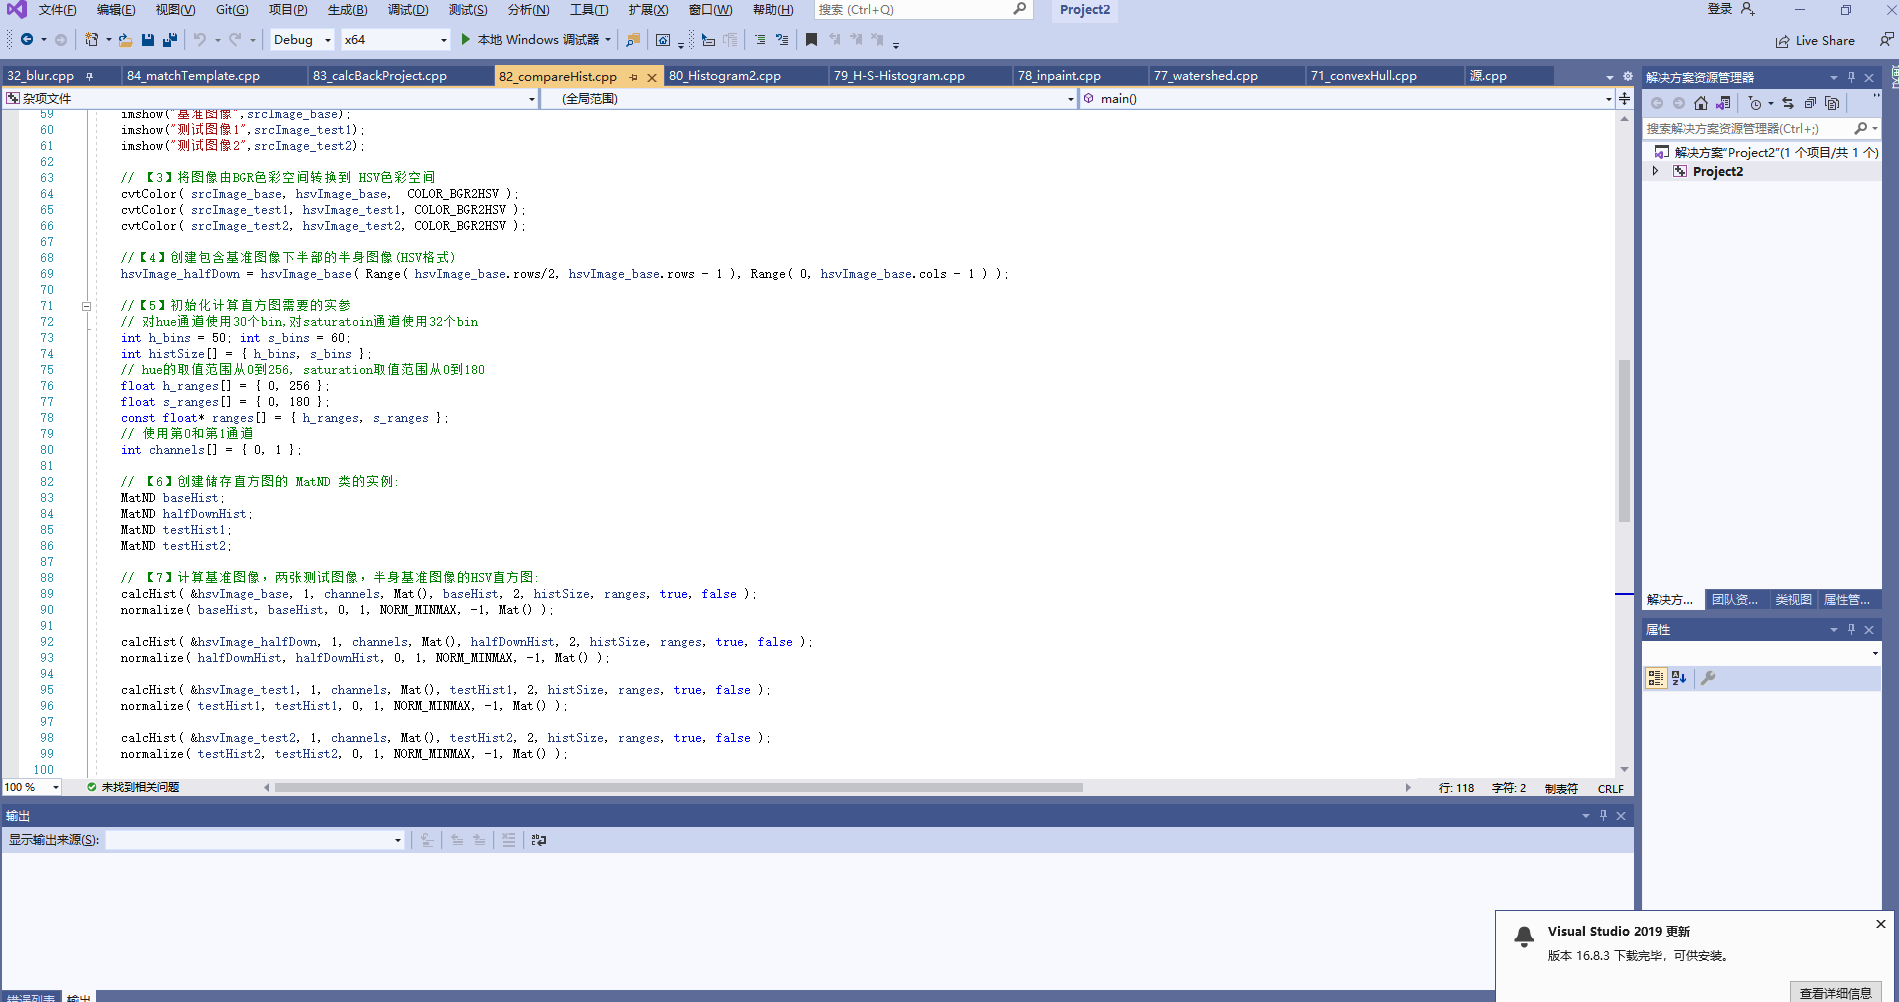 文件(F) 编辑(E) 视图(V) Git(G) 项目(P) 生成(B) 调试(D) 测试(S) 分析(N) 工具(T) 扩展(X) 窗口(W) 帮助(H) 搜索 (Ctrl+Q) Project2 登录
Debug x64 本地 Windows 调试器 Live Share
32_blur.cpp 84_matchTemplate.cpp 83_calcBackProject.cpp 82_compareHist.cpp 80_Histogram2.cpp 79_H-S-Histogram.cpp 78_inpaint.cpp 77_watershed.cpp 71_convexHull.cpp 源.cpp
杂项文件 (全局范围) main()
59 imshow("基准图像",srcImage_base);
60 imshow("测试图像1",srcImage_test1);
61 imshow("测试图像2",srcImage_test2);
62
63 // 【3】将图像由BGR色彩空间转换到 HSV色彩空间
64 cvtColor( srcImage_base, hsvImage_base, COLOR_BGR2HSV );
65 cvtColor( srcImage_test1, hsvImage_test1, COLOR_BGR2HSV );
66 cvtColor( srcImage_test2, hsvImage_test2, COLOR_BGR2HSV );
67
68 //【4】创建包含基准图像下半部的半身图像(HSV格式)
69 hsvImage_halfDown = hsvImage_base( Range( hsvImage_base.rows/2, hsvImage_base.rows - 1 ), Range( 0, hsvImage_base.cols - 1 ) );
70
71 //【5】初始化计算直方图需要的实参
72 // 对hue通道使用30个bin,对saturatoin通道使用32个bin
73 int h_bins = 50; int s_bins = 60;
74 int histSize[] = { h_bins, s_bins };
75 // hue的取值范围从0到256, saturation取值范围从0到180
76 float h_ranges[] = { 0, 256 };
77 float s_ranges[] = { 0, 180 };
78 const float* ranges[] = { h_ranges, s_ranges };
79 // 使用第0和第1通道
80 int channels[] = { 0, 1 };
81
82 // 【6】创建储存直方图的 MatND 类的实例:
83 MatND baseHist;
84 MatND halfDownHist;
85 MatND testHist1;
86 MatND testHist2;
87
88 // 【7】计算基准图像，两张测试图像，半身基准图像的HSV直方图:
89 calcHist( &hsvImage_base, 1, channels, Mat(), baseHist, 2, histSize, ranges, true, false );
90 normalize( baseHist, baseHist, 0, 1, NORM_MINMAX, -1, Mat() );
91
92 calcHist( &hsvImage_halfDown, 1, channels, Mat(), halfDownHist, 2, histSize, ranges, true, false );
93 normalize( halfDownHist, halfDownHist, 0, 1, NORM_MINMAX, -1, Mat() );
94
95 calcHist( &hsvImage_test1, 1, channels, Mat(), testHist1, 2, histSize, ranges, true, false );
96 normalize( testHist1, testHist1, 0, 1, NORM_MINMAX, -1, Mat() );
97
98 calcHist( &hsvImage_test2, 1, channels, Mat(), testHist2, 2, histSize, ranges, true, false );
99 normalize( testHist2, testHist2, 0, 1, NORM_MINMAX, -1, Mat() );
100
100 % 未找到相关问题 行: 118 字符: 2 制表符 CRLF
输出
显示输出来源(S):
错误列表 输出
解决方案资源管理器
搜索解决方案资源管理器(Ctrl+;)
解决方案"Project2"(1 个项目/共 1 个)
Project2
解决方... 团队资... 类视图 属性管...
属性
Visual Studio 2019 更新
版本 16.8.3 下载完毕，可供安装。
查看详细信息